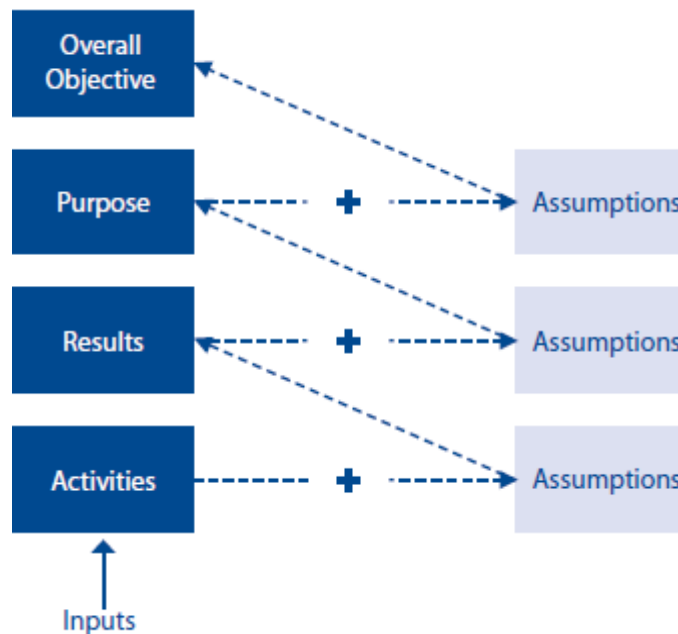 Overall
Objective
Purpose + Assumptions
Results + Assumptions
Activities + Assumptions
Inputs